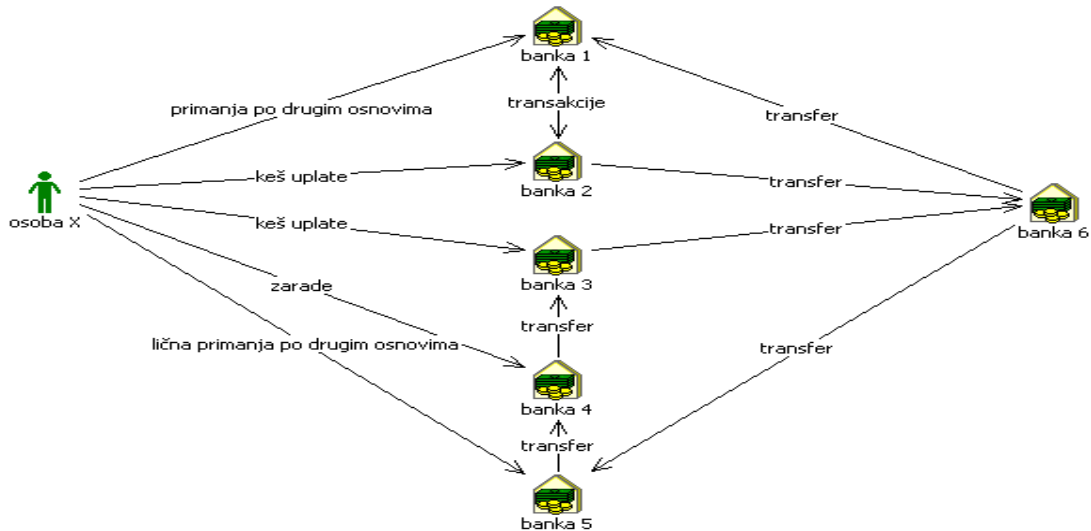 banka 1
primanja po drugim osnovima
transakcije
transfer
keš uplate
banka 2
transfer
osoba X
keš uplate
transfer
banka 6
banka 3
zarade
transfer
lična primanja po drugim osnovima
transfer
banka 4
transfer
banka 5